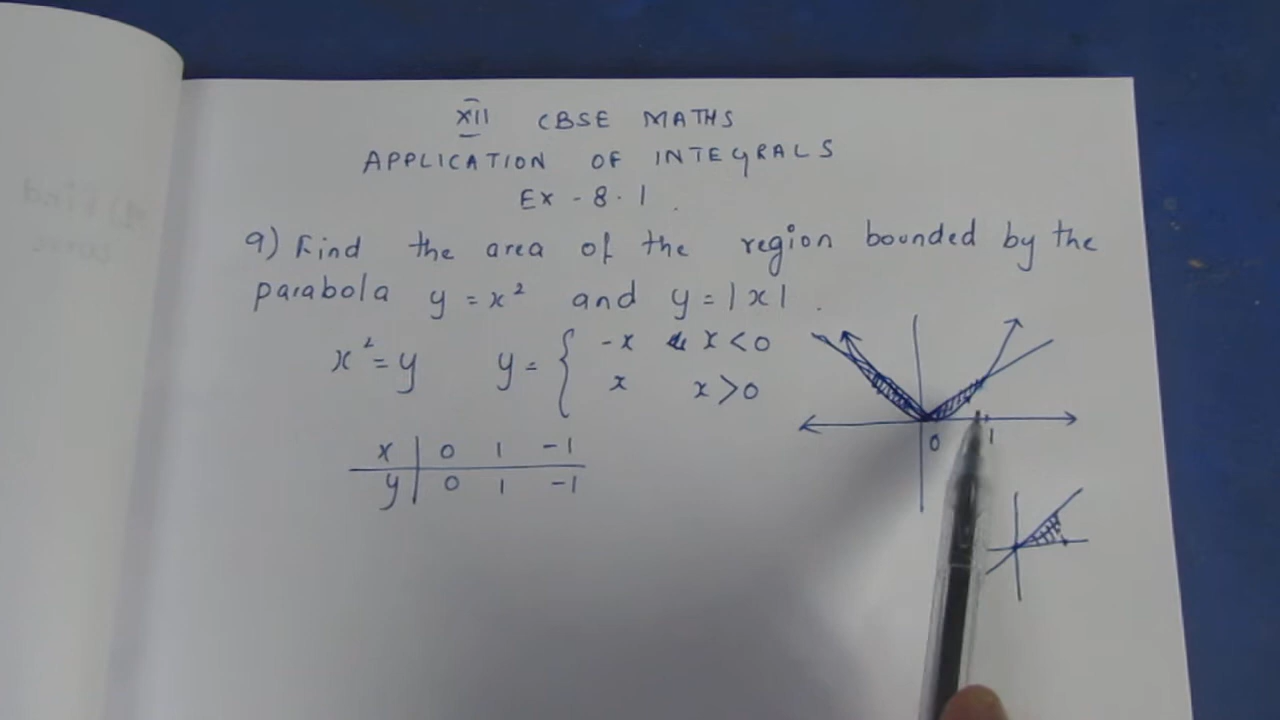 XII CBSE MATHS
APPLICATION OF INTEGRALS
Ex - 8.1.
9) Find the area of the region bounded by the
parabola y = x² and y = |x|.
x² = y y = { -x x < 0
x x > 0
x | 0 1 -1
y | 0 1 -1
0 1